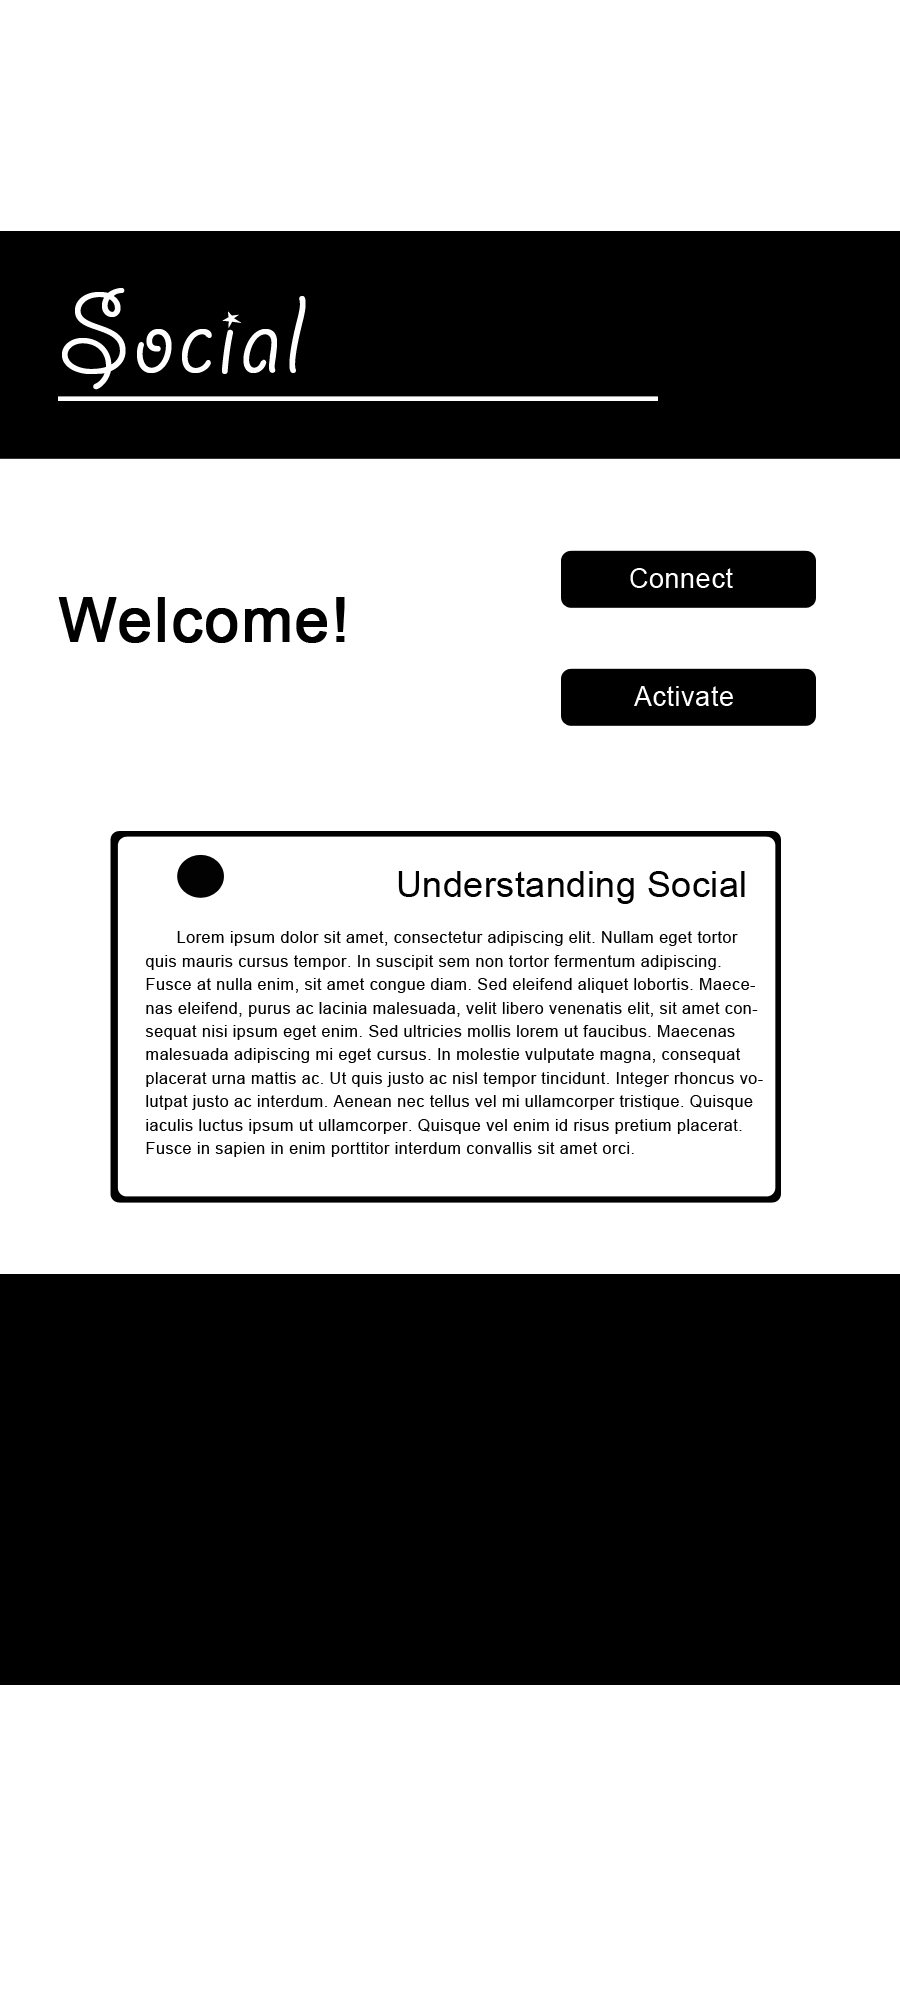 Social
Welcome!
Connect
Activate
Understanding Social
Lorem ipsum dolor sit amet, consectetur adipiscing elit. Nullam eget tortor
quis mauris cursus tempor. In suscipit sem non tortor fermentum adipiscing.
Fusce at nulla enim, sit amet congue diam. Sed eleifend aliquet lobortis. Maece-
nas eleifend, purus ac lacinia malesuada, velit libero venenatis elit, sit amet con-
sequat nisi ipsum eget enim. Sed ultricies mollis lorem ut faucibus. Maecenas
malesuada adipiscing mi eget cursus. In molestie vulputate magna, consequat
placerat urna mattis ac. Ut quis justo ac nisl tempor tincidunt. Integer rhoncus vo-
lutpat justo ac interdum. Aenean nec tellus vel mi ullamcorper tristique. Quisque
iaculis luctus ipsum ut ullamcorper. Quisque vel enim id risus pretium placerat.
Fusce in sapien in enim porttitor interdum convallis sit amet orci.